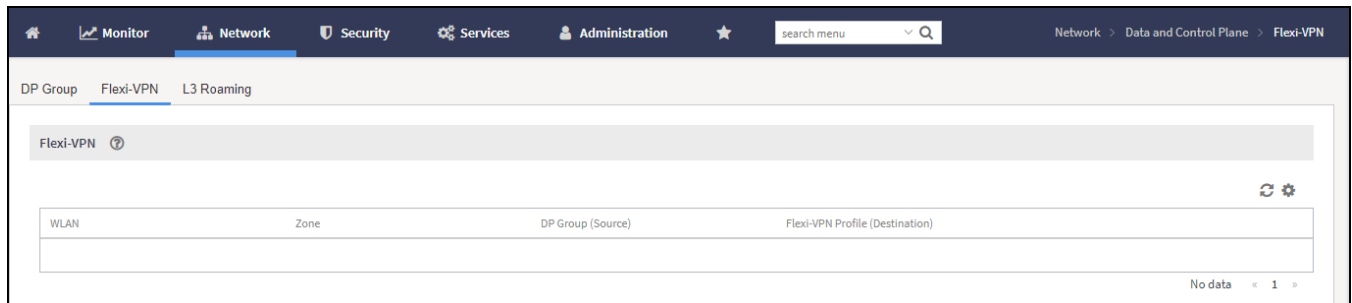 Monitor Network Security Services Administration search menu Network > Data and Control Plane > Flexi-VPN
DP Group Flexi-VPN L3 Roaming
Flexi-VPN ?
WLAN Zone DP Group (Source) Flexi-VPN Profile (Destination)
No data « 1 »